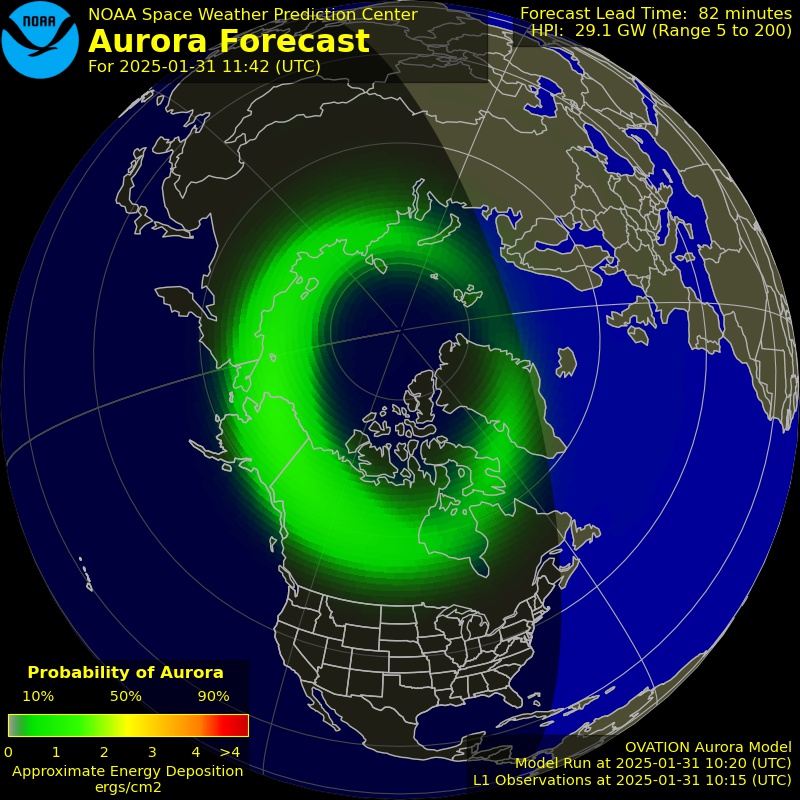 NOAA
NOAA Space Weather Prediction Center
Aurora Forecast
For 2025-01-31 11:42 (UTC)
Forecast Lead Time: 82 minutes
HPI: 29.1 GW (Range 5 to 200)
Probability of Aurora
10% 50% 90%
0 1 2 3 4 >4
Approximate Energy Deposition
ergs/cm2
OVATION Aurora Model
Model Run at 2025-01-31 10:20 (UTC)
L1 Observations at 2025-01-31 10:15 (UTC)